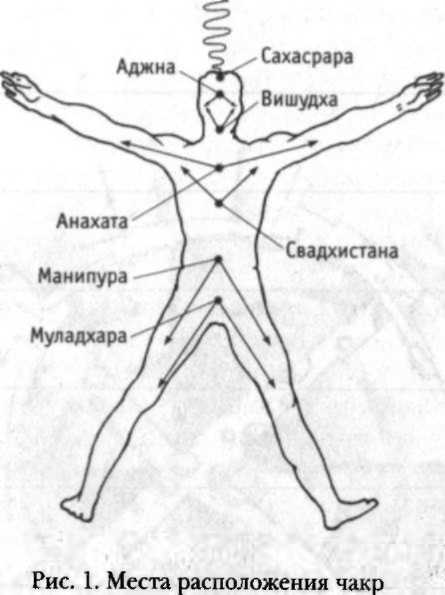 Сахасрара
Аджна
Вишудха
Анахата
Свадхистана
Манипура
Муладхара
Рис. 1. Места расположения чакр